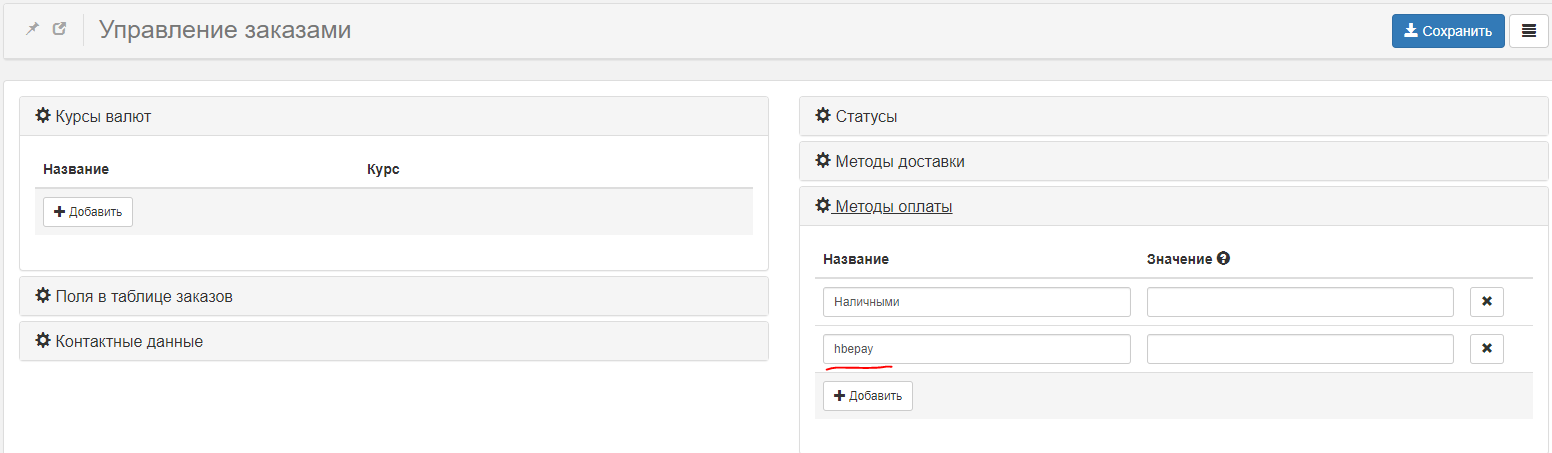 Управление заказами
Сохранить
Курсы валют
Название Курс
Добавить
Поля в таблице заказов
Контактные данные
Статусы
Методы доставки
Методы оплаты
Название Значение
Наличными
hbepay
Добавить